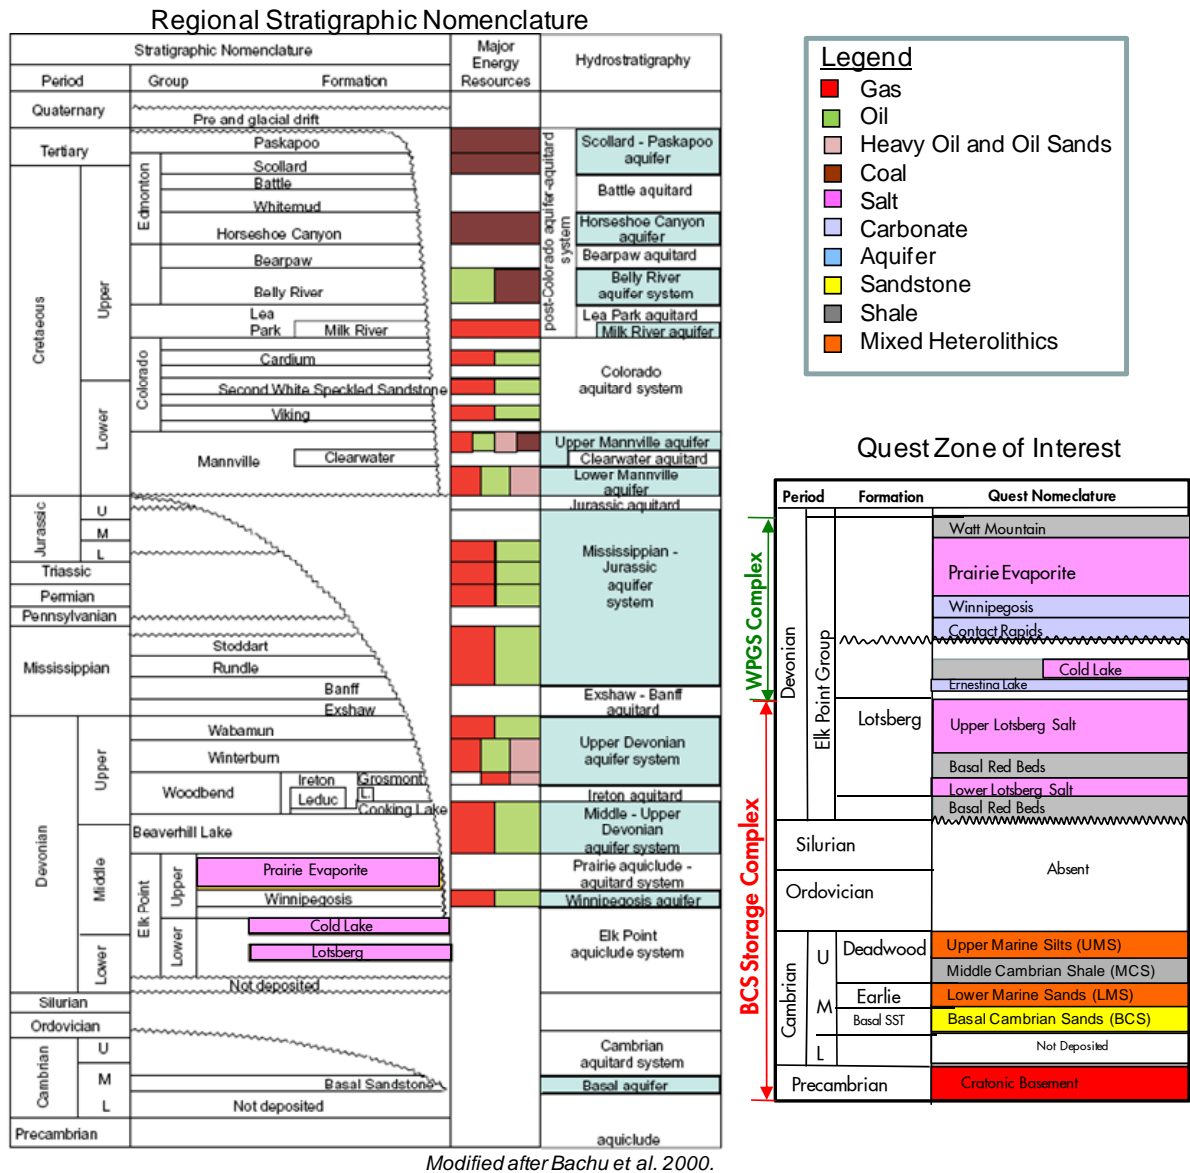 Regional Stratigraphic Nomenclature
Stratigraphic Nomenclature
Major
Energy
Resources
Hydrostratigraphy
Period
Group
Formation
Quaternary
Pre and glacial drift
Tertiary
Paskapoo
Scollard - Paskapoo
aquifer
Cretaeous
Upper
Edmonton
Scollard
Battle
Battle aquitard
Whitemud
Horseshoe Canyon
Horseshoe Canyon
aquifer
post-Colorado aquifer-aquitard
system
Bearpaw
Bearpaw aquitard
Belly River
Belly River
aquifer system
Lea
Park
Milk River
Lea Park aquitard
Milk River aquifer
Colorado
Cardium
Colorado
aquitard system
Second White Speckled Sandstone
Lower
Viking
Mannville
Clearwater
Upper Mannville aquifer
Clearwater aquitard
Lower Mannville
aquifer
Jurassic aquitard
Jurassic
U
M
L
Mississippian -
Jurassic
aquifer
system
Triassic
Permian
Pennsylvanian
Mississippian
Stoddart
Rundle
Banff
Exshaw
Exshaw - Banff
aquitard
Devonian
Upper
Wabamun
Winterburn
Upper Devonian
aquifer system
Woodbend
Ireton
Grosmont
Leduc
L.
Cooking Lake
Ireton aquitard
Beaverhill Lake
Middle - Upper
Devonian
aquifer system
Middle
Elk Point
Upper
Prairie Evaporite
Prairie aquiclude -
aquitard system
Winnipegosis
Winnipegosis aquifer
Lower
Lower
Cold Lake
Lotsberg
Elk Point
aquiclude system
Not deposited
Silurian
Ordovician
Cambrian
U
M
L
Cambrian
aquitard system
Basal Sandstone
Basal aquifer
Not deposited
Precambrian
aquiclude
Modified after Bachu et al. 2000.
Legend
Gas
Oil
Heavy Oil and Oil Sands
Coal
Salt
Carbonate
Aquifer
Sandstone
Shale
Mixed Heterolithics
Quest Zone of Interest
Period
Formation
Quest Nomeclature
WPGS Complex
BCS Storage Complex
Devonian
Elk Point Group
Watt Mountain
Prairie Evaporite
Winnipegosis
Contact Rapids
Cold Lake
Ernestina Lake
Lotsberg
Upper Lotsberg Salt
Basal Red Beds
Lower Lotsberg Salt
Basal Red Beds
Silurian
Absent
Ordovician
Cambrian
U
M
L
Deadwood
Upper Marine Silts (UMS)
Middle Cambrian Shale (MCS)
Earlie
Lower Marine Sands (LMS)
Basal SST
Basal Cambrian Sands (BCS)
Not Deposited
Precambrian
Cratonic Basement